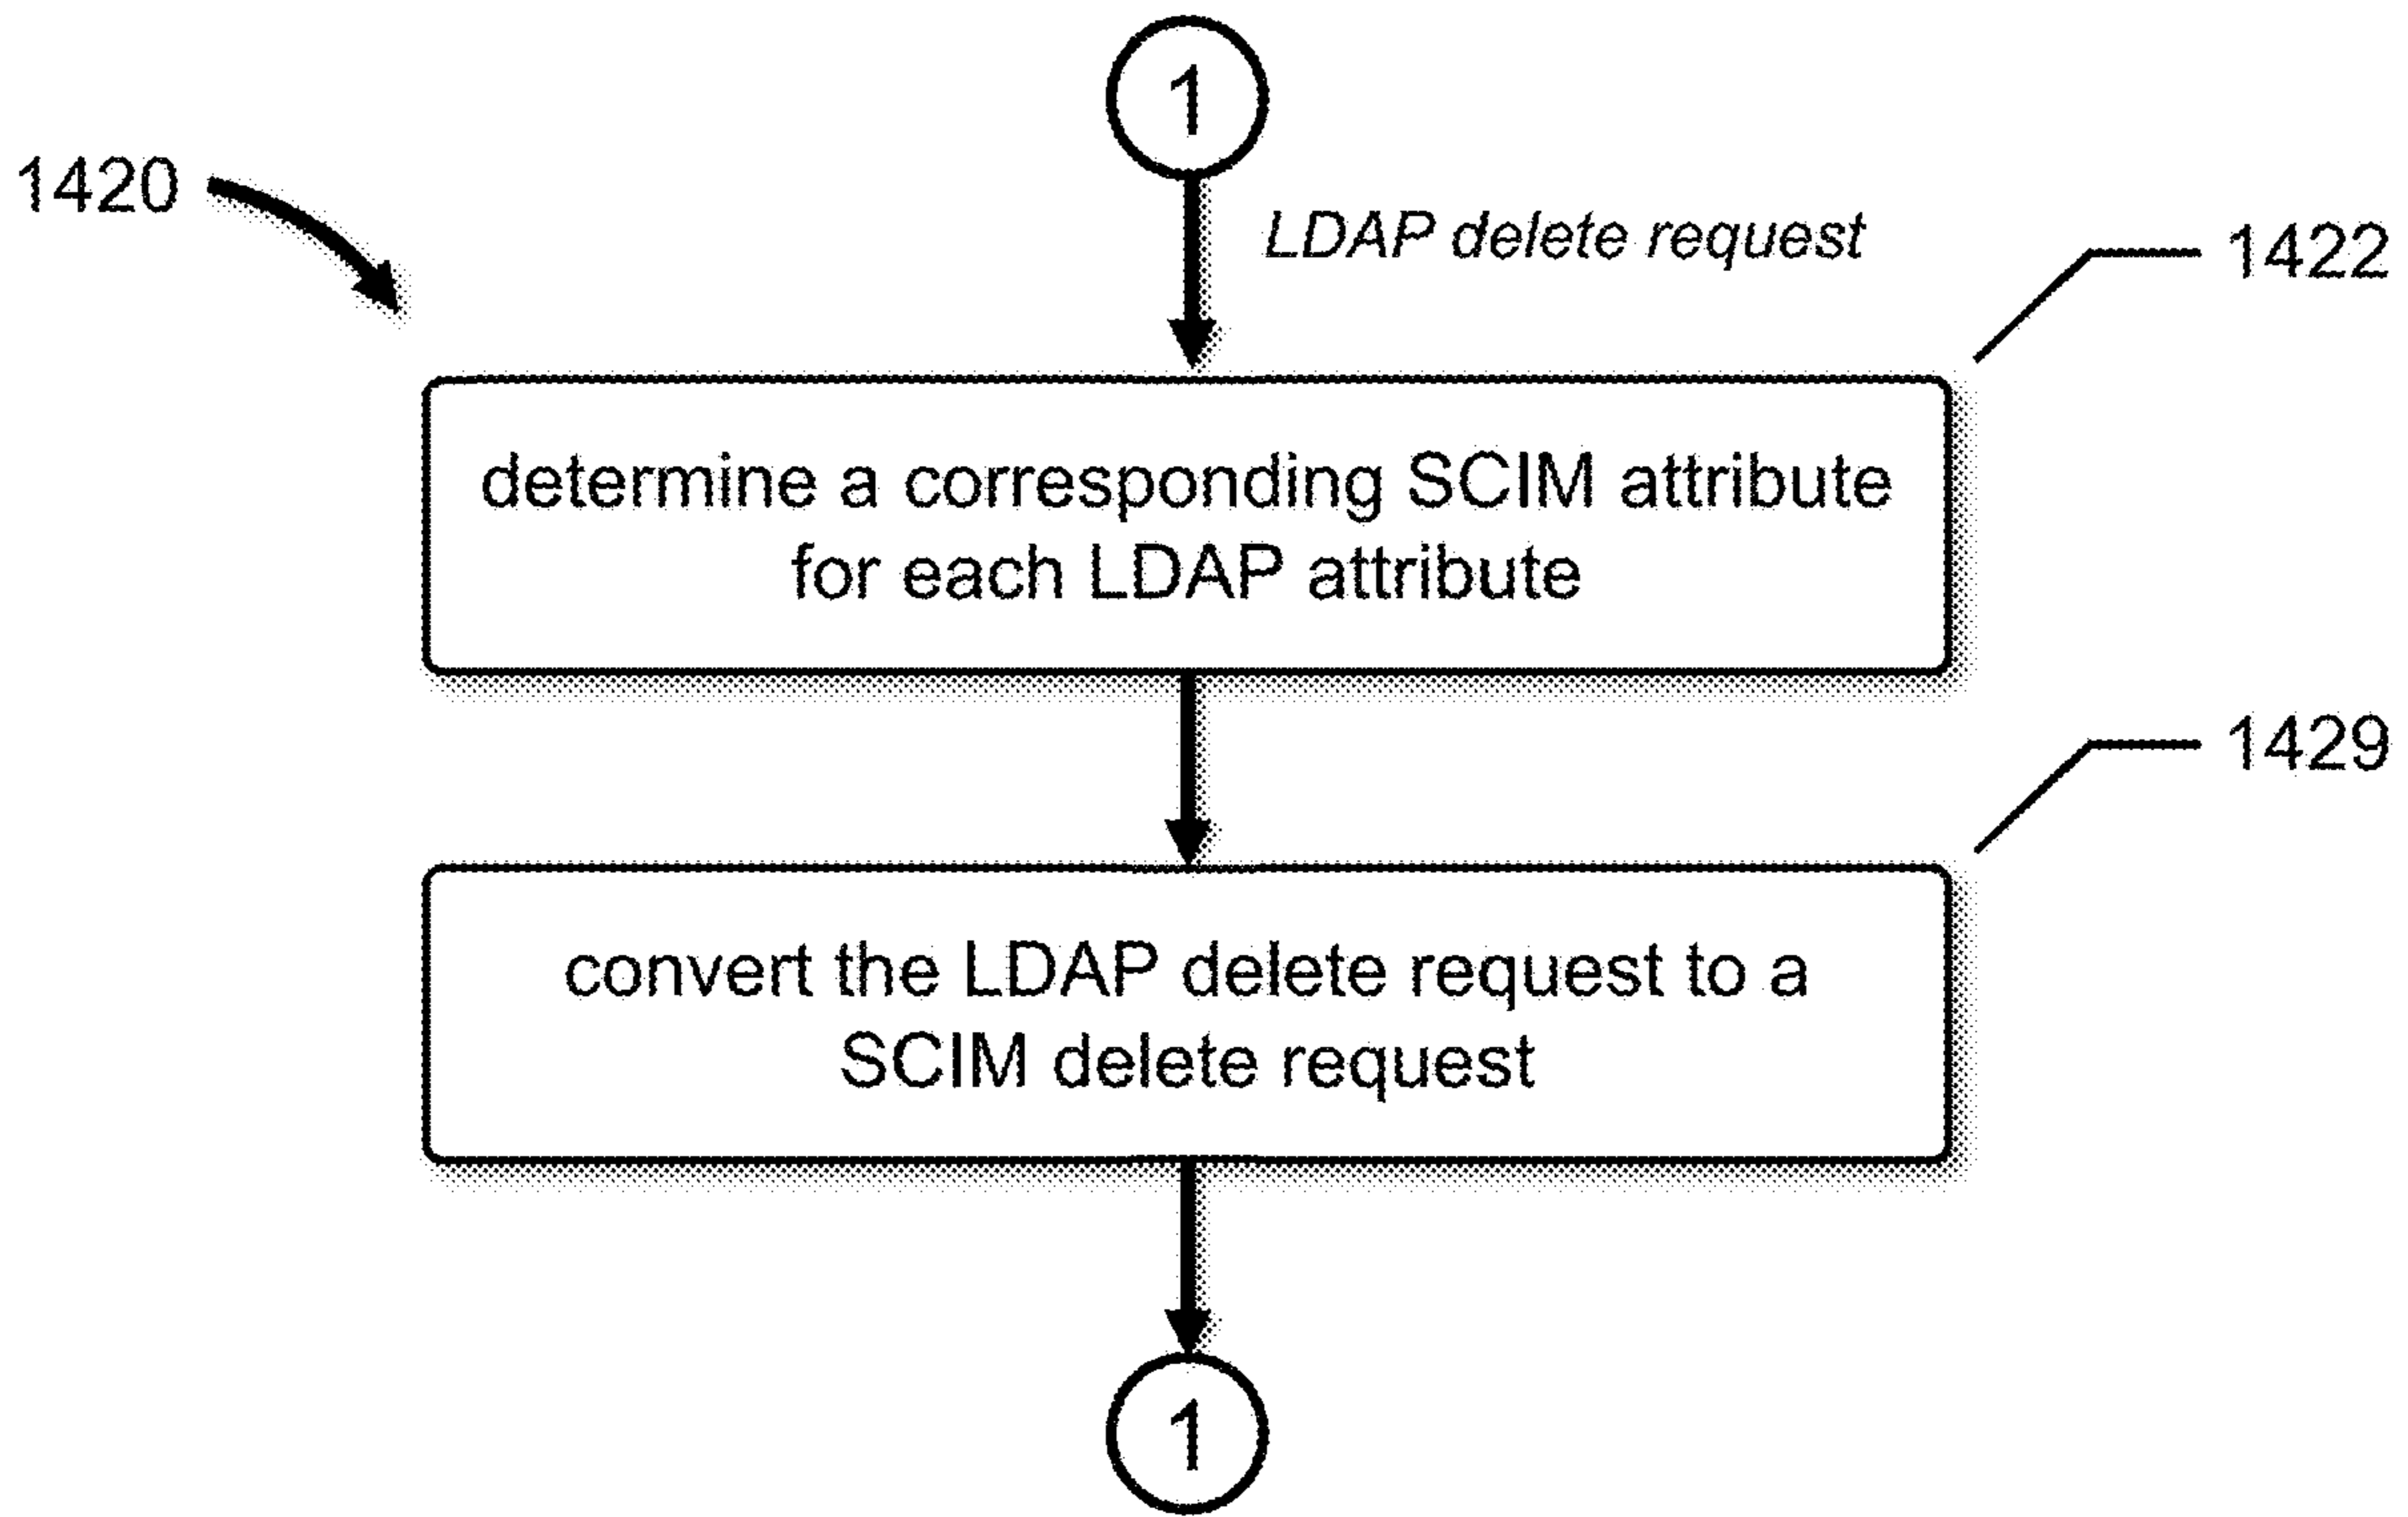 1
1420
LDAP delete request
1422
determine a corresponding SCIM attribute
for each LDAP attribute
1429
convert the LDAP delete request to a
SCIM delete request
1